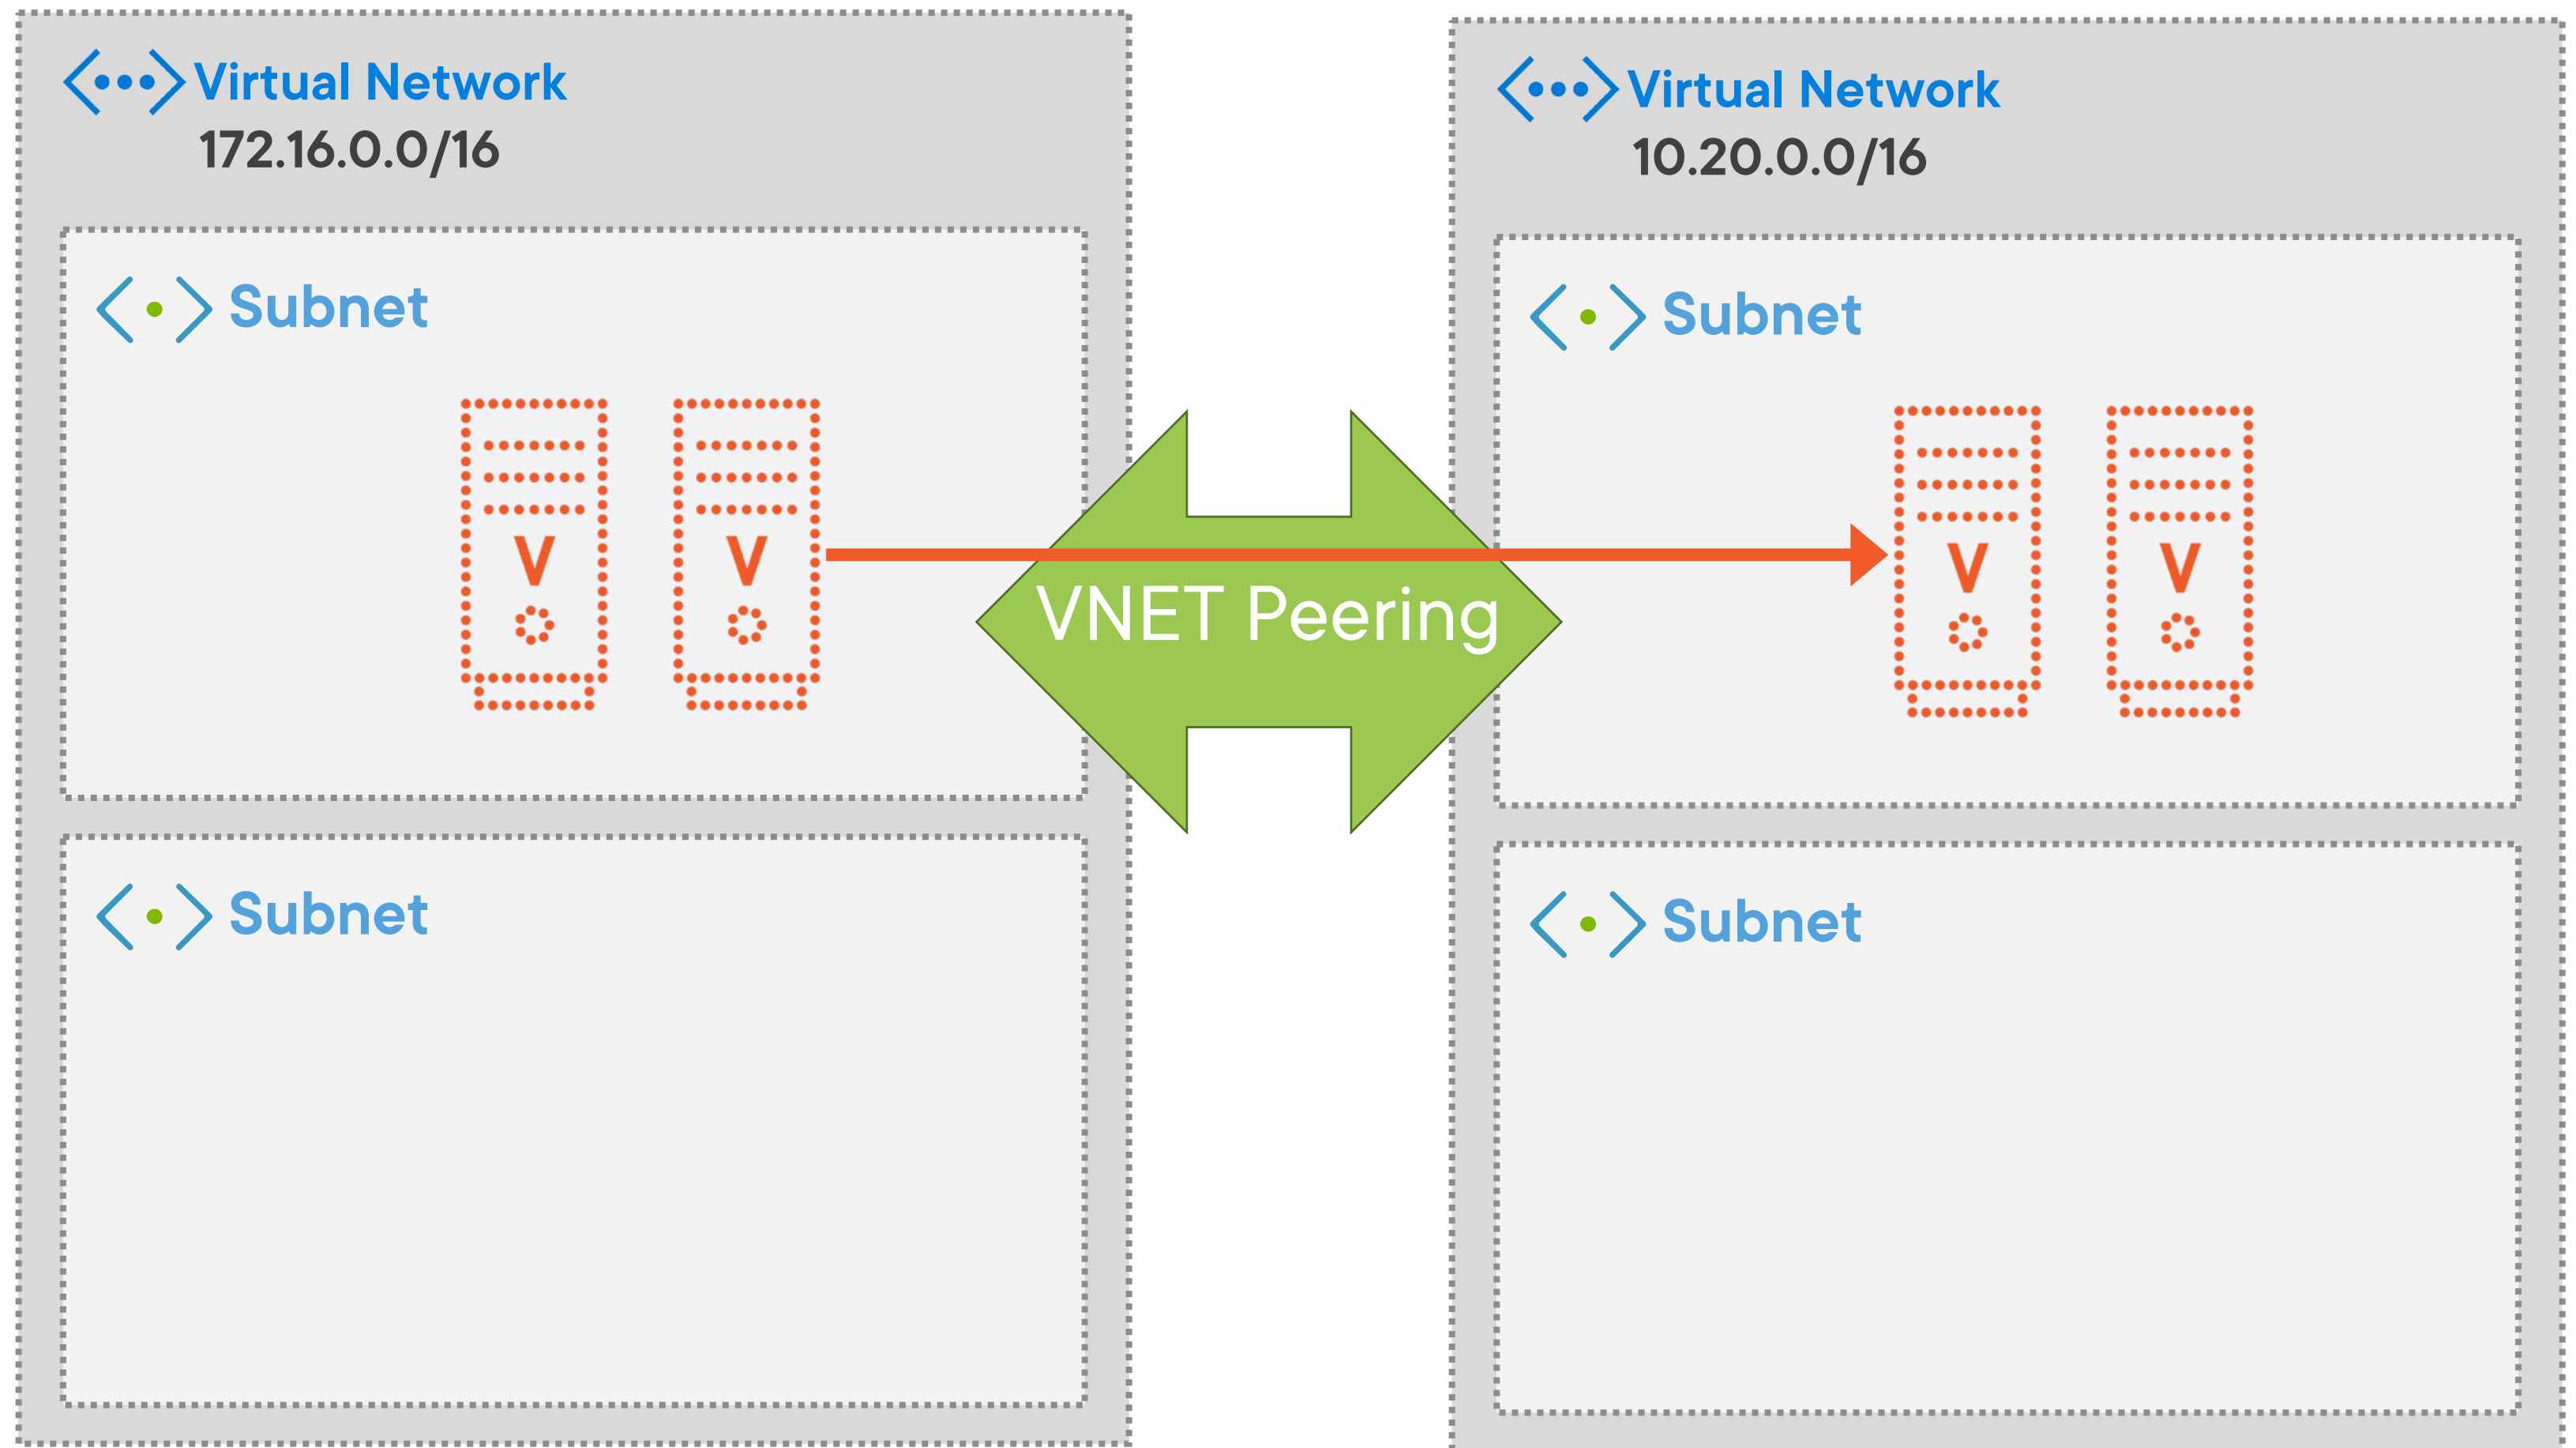 Virtual Network
172.16.0.0/16
Subnet
V
V
Subnet
VNET Peering
Virtual Network
10.20.0.0/16
Subnet
V
V
Subnet